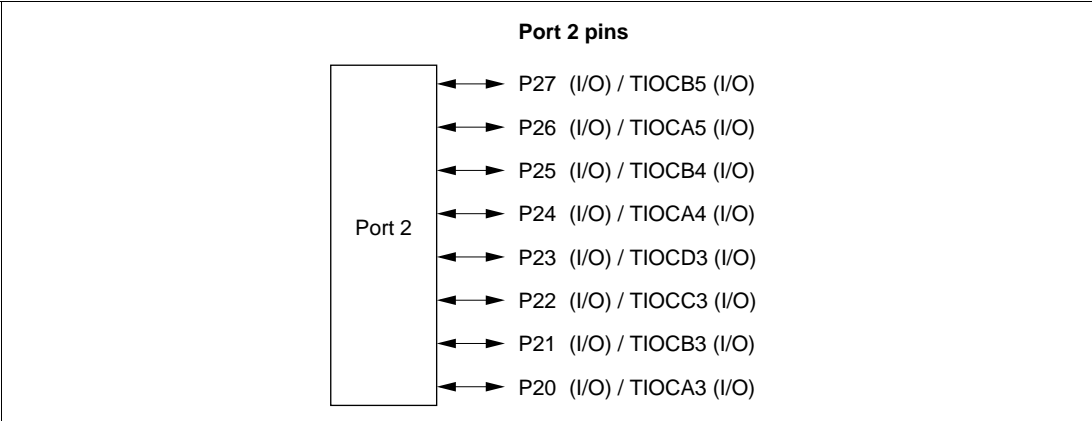 Port 2 pins
P27 (I/O) / TIOCB5 (I/O)
P26 (I/O) / TIOCA5 (I/O)
P25 (I/O) / TIOCB4 (I/O)
Port 2
P24 (I/O) / TIOCA4 (I/O)
P23 (I/O) / TIOCD3 (I/O)
P22 (I/O) / TIOCC3 (I/O)
P21 (I/O) / TIOCB3 (I/O)
P20 (I/O) / TIOCA3 (I/O)